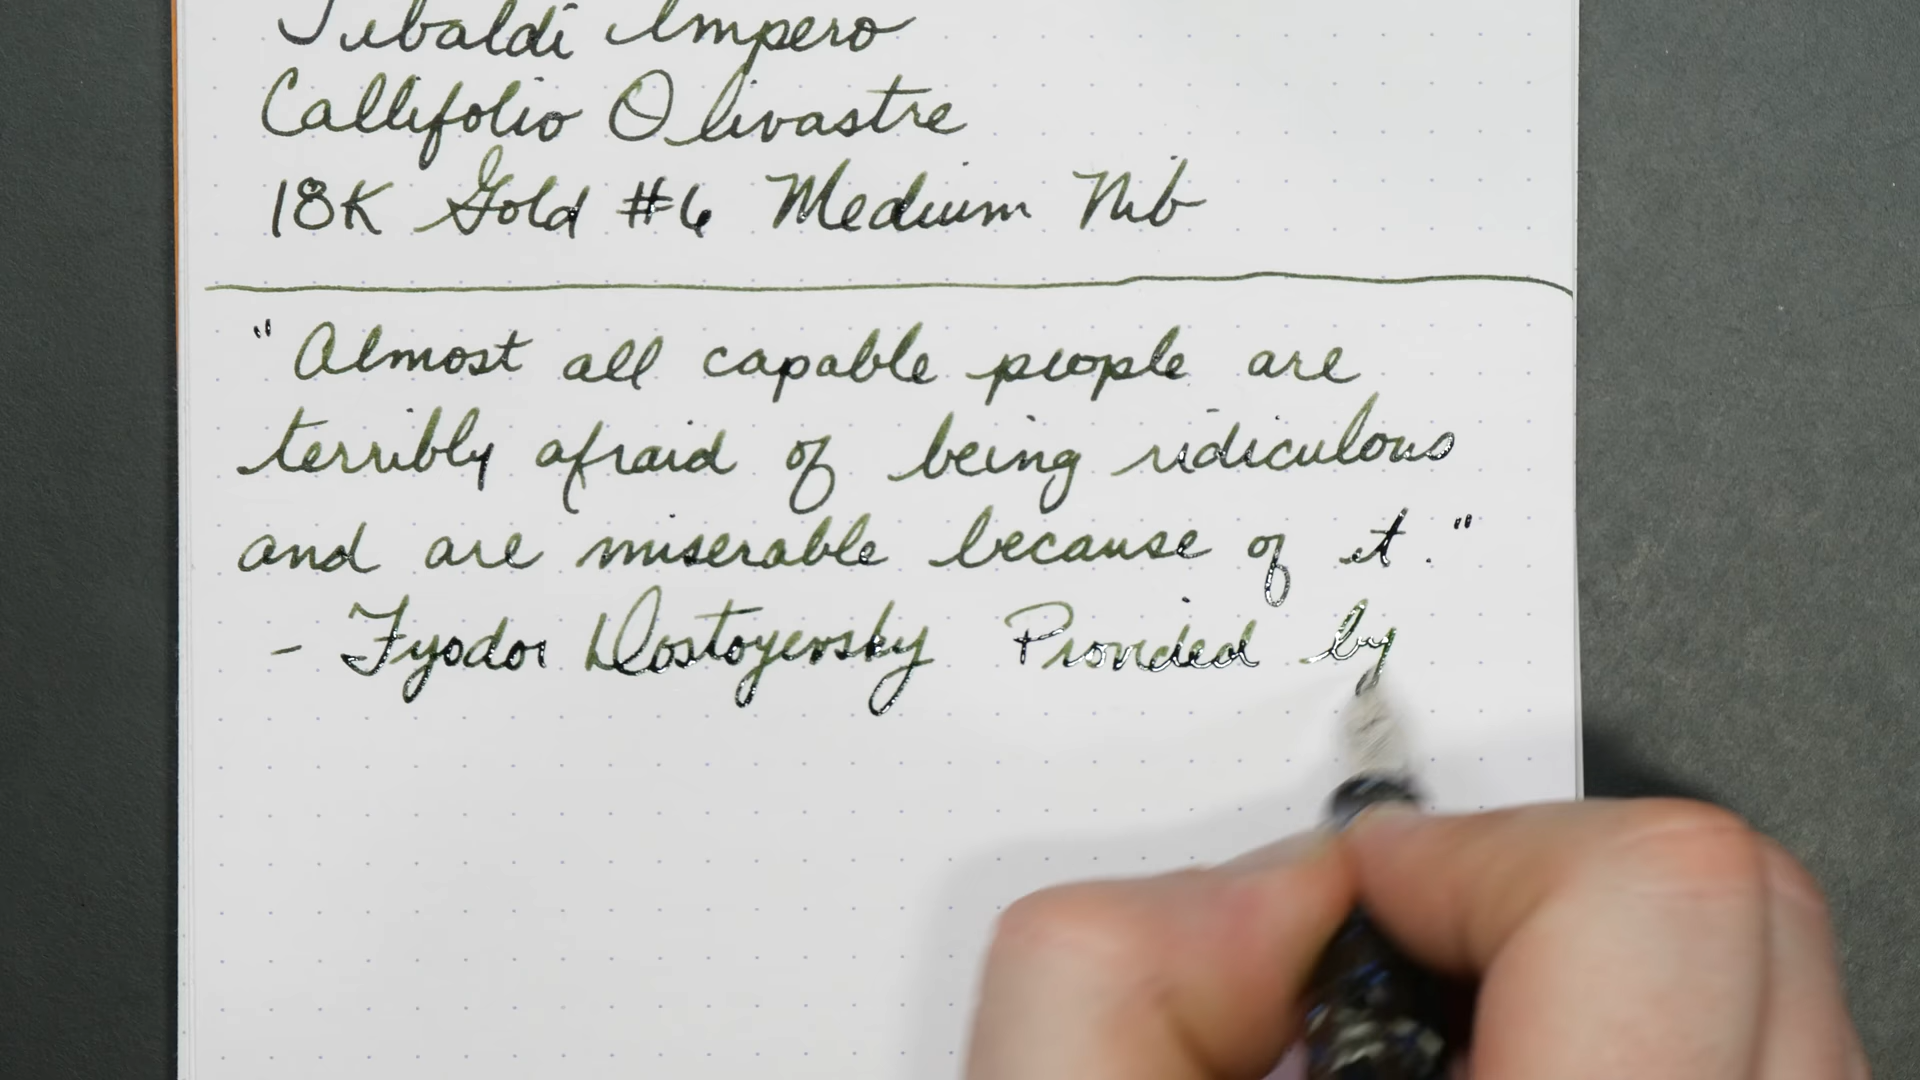 Tibaldi Impero
Callifolio Olivastre
18K Gold #6 Medium Nib
"Almost all capable people are
terribly afraid of being ridiculous
and are miserable because of it."
- Fyodor Dostoyevsky Provided by